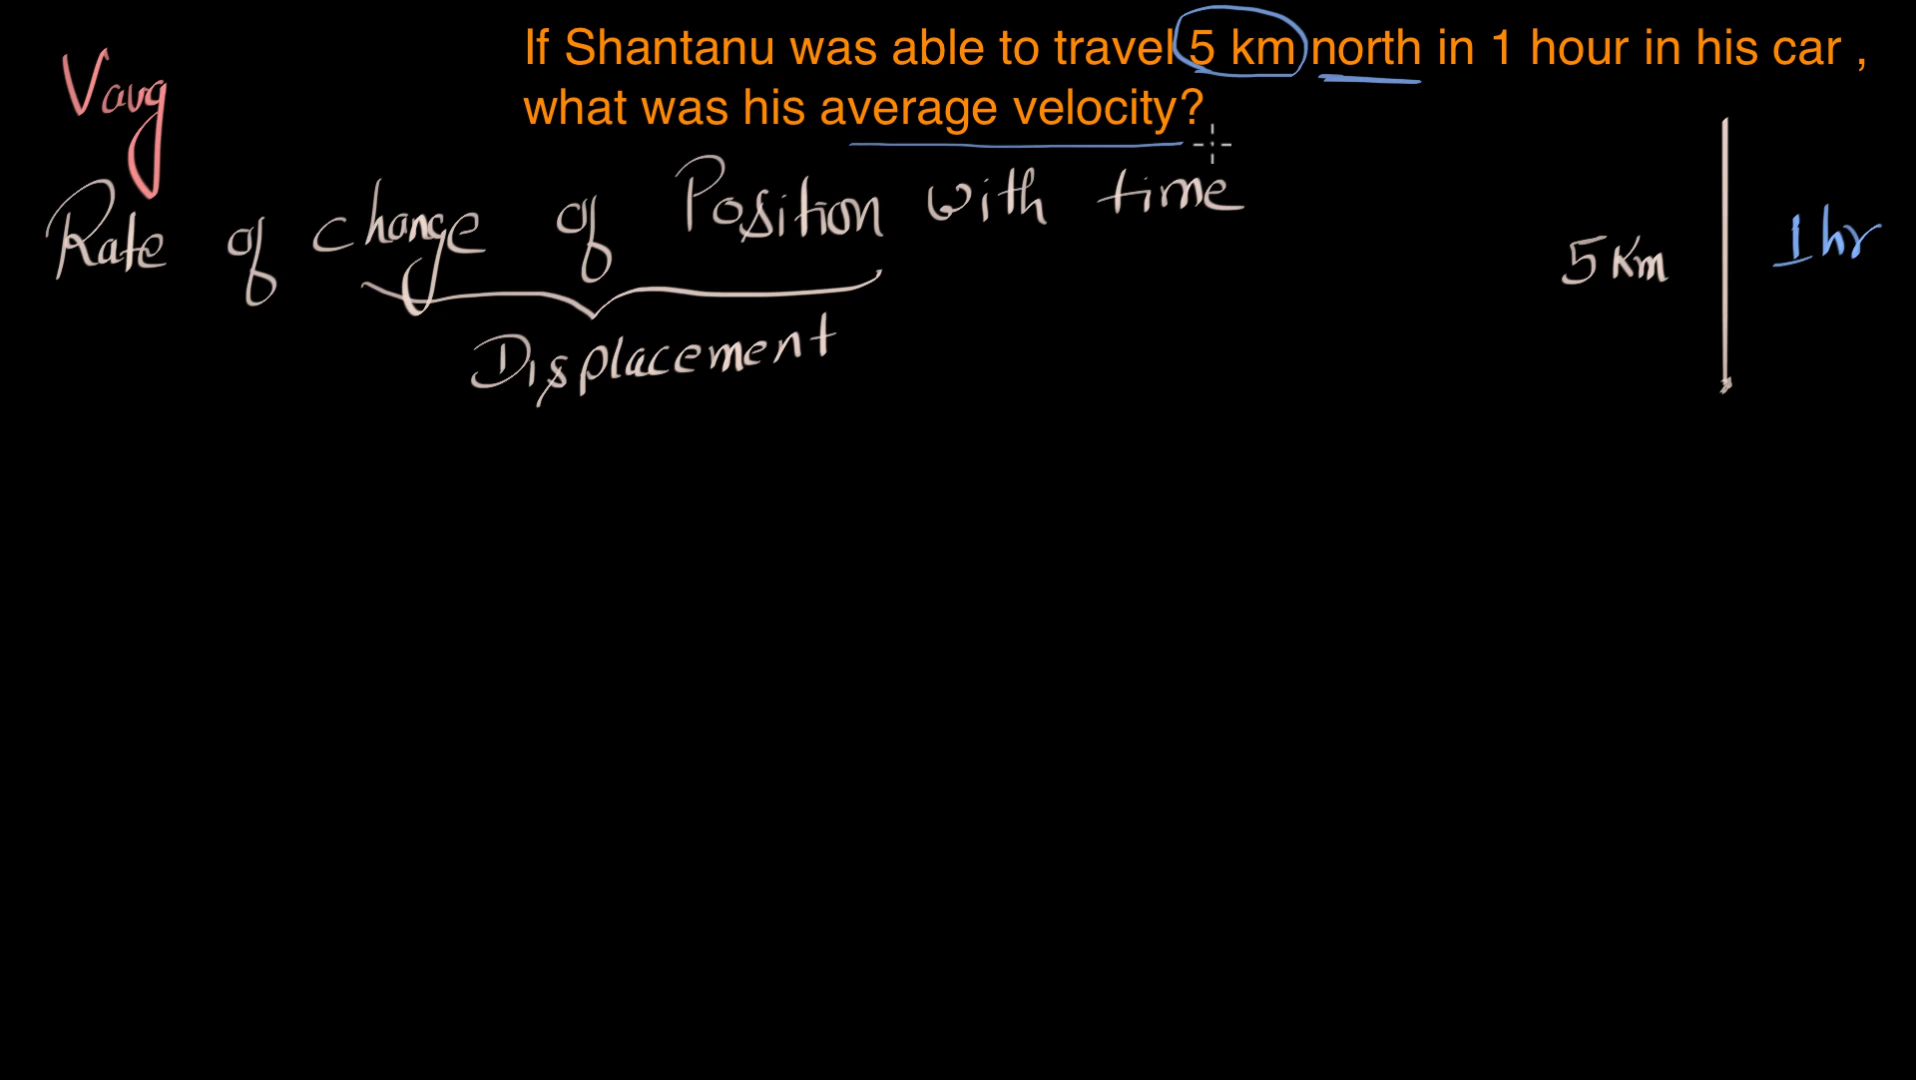 If Shantanu was able to travel 5 km north in 1 hour in his car ,
what was his average velocity?
Vavg
Rate of change of Position with time
Displacement
5 Km
1 hr